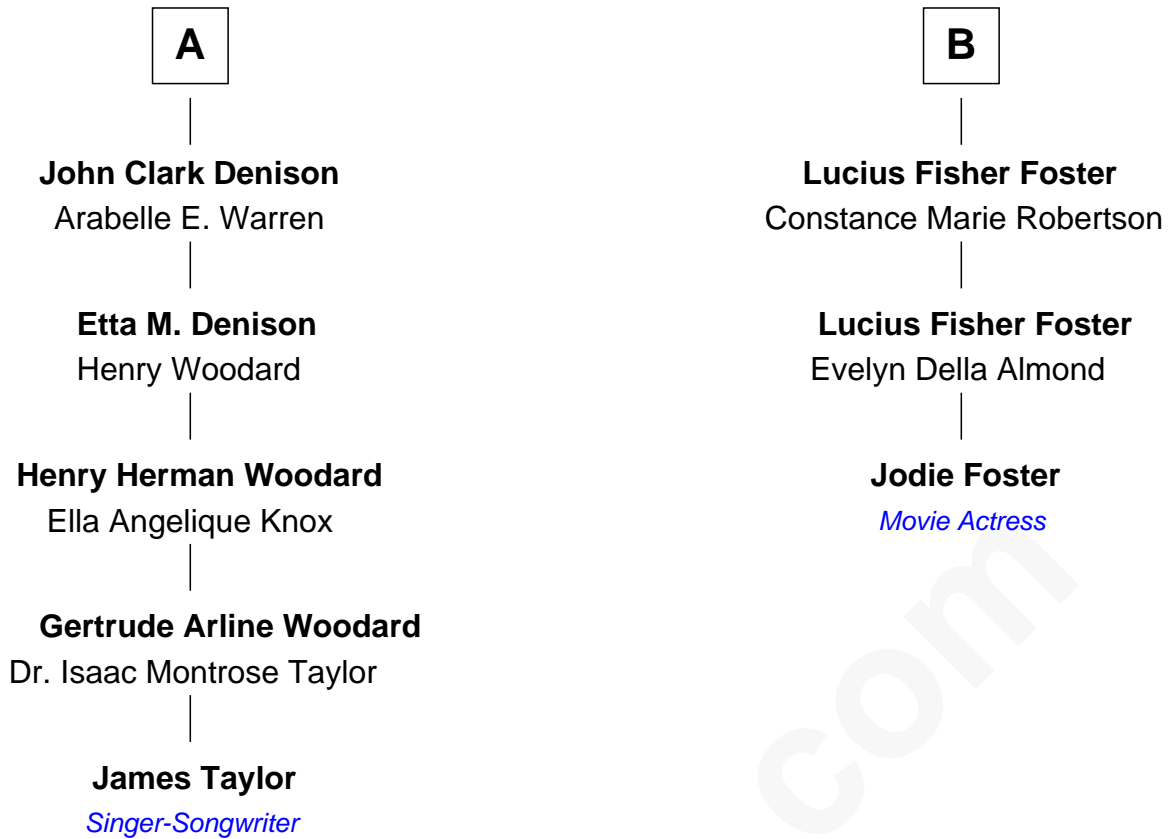 A
John Clark Denison
Arabelle E. Warren
Etta M. Denison
Henry Woodard
Henry Herman Woodard
Ella Angelique Knox
Gertrude Arline Woodard
Dr. Isaac Montrose Taylor
James Taylor
Singer-Songwriter
B
Lucius Fisher Foster
Constance Marie Robertson
Lucius Fisher Foster
Evelyn Della Almond
Jodie Foster
Movie Actress
com